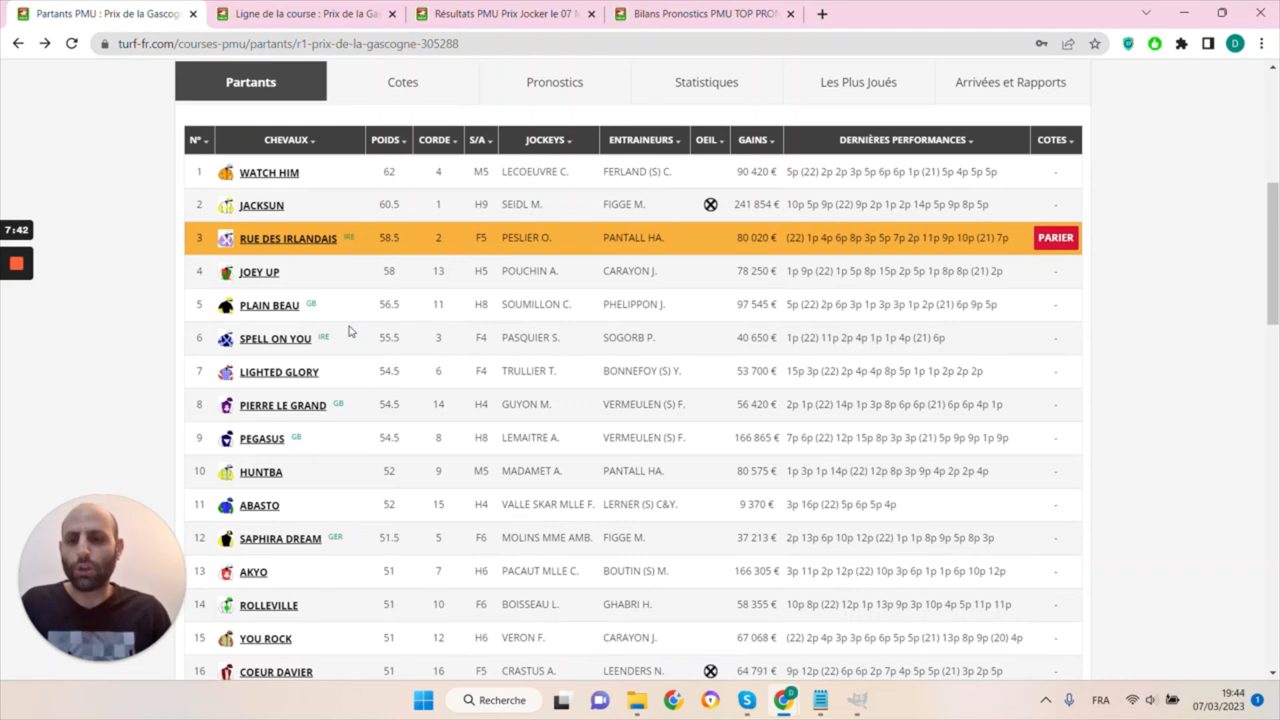 Partants PMU : Prix de la Gascog
Ligne de la course : Prix de la Ga
Résultats PMU Prix Jocker le 07 M
Bilans Pronostics PMU TOP PRON
turf-fr.com/courses-pmu/partants/r1-prix-de-la-gascogne-305288
D
Partants Cotes Pronostics Statistiques Les Plus Joués Arrivées et Rapports
N° CHEVAUX POIDS CORDE S/A JOCKEYS ENTRAINEURS OEIL GAINS DERNIÈRES PERFORMANCES COTES
1 WATCH HIM 62 4 M5 LECOEUVRE C. FERLAND (S) C. 90 420 € 5p (22) 2p 2p 3p 5p 6p 6p 1p (21) 5p 4p 5p 5p -
2 JACKSUN 60.5 1 H9 SEIDL M. FIGGE M. 241 854 € 10p 5p 9p (22) 9p 2p 1p 2p 14p 5p 9p 8p 5p -
3 RUE DES IRLANDAIS IRE 58.5 2 F5 PESLIER O. PANTALL HA. 80 020 € (22) 1p 4p 6p 8p 3p 5p 7p 2p 11p 9p 10p (21) 7p PARIER
4 JOEY UP 58 13 H5 POUCHIN A. CARAYON J. 78 250 € 1p 9p (22) 1p 5p 8p 15p 2p 5p 1p 8p 8p (21) 2p -
5 PLAIN BEAU GB 56.5 11 H8 SOUMILLON C. PHELIPPON J. 97 545 € 5p (22) 2p 6p 3p 1p 3p 3p 1p 2p (21) 6p 9p 5p -
6 SPELL ON YOU IRE 55.5 3 F4 PASQUIER S. SOGORB P. 40 650 € 1p (22) 11p 2p 4p 1p 1p 4p (21) 6p -
7 LIGHTED GLORY 54.5 6 F4 TRULLIER T. BONNEFOY (S) Y. 53 700 € 15p 3p (22) 2p 4p 4p 8p 5p 1p 1p 2p 2p 2p -
8 PIERRE LE GRAND GB 54.5 14 H4 GUYON M. VERMEULEN (S) F. 56 420 € 2p 1p (22) 14p 1p 3p 8p 6p 6p (21) 6p 6p 4p 1p -
9 PEGASUS GB 54.5 8 H8 LEMAITRE A. VERMEULEN (S) F. 166 865 € 7p 6p (22) 12p 15p 8p 3p 3p (21) 5p 9p 9p 1p 9p -
10 HUNTBA 52 9 M5 MADAMET A. PANTALL HA. 80 575 € 1p 3p 1p 14p (22) 12p 8p 3p 9p 4p 2p 2p 4p -
11 ABASTO 52 15 H4 VALLE SKAR MLLE F. LERNER (S) C&Y. 9 370 € 3p 16p (22) 5p 6p 5p 4p -
12 SAPHIRA DREAM GER 51.5 5 F6 MOLINS MME AMB. FIGGE M. 37 213 € 2p 13p 6p 10p 12p (22) 1p 1p 8p 9p 5p 8p 3p -
13 AKYO 51 7 H6 PACAUT MLLE C. BOUTIN (S) M. 166 305 € 3p 11p 2p 12p (22) 10p 3p 6p 1p 1p 6p 10p 12p -
14 ROLLEVILLE 51 10 F6 BOISSEAU L. GHABRI H. 58 355 € 10p 8p (22) 12p 1p 13p 9p 3p 10p 4p 5p 11p 11p -
15 YOU ROCK 51 12 H6 VERON F. CARAYON J. 67 068 € (22) 2p 4p 3p 3p 6p 6p 5p 5p (21) 13p 8p 9p (20) 4p -
16 COEUR DAVIER 51 16 F5 CRASTUS A. LEENDERS N. 64 791 € 9p 12p (22) 6p 6p 2p 7p 4p 5p 5p (21) 3p 2p 5p -
7:42
Recherche
FRA
19:44
07/03/2023
1